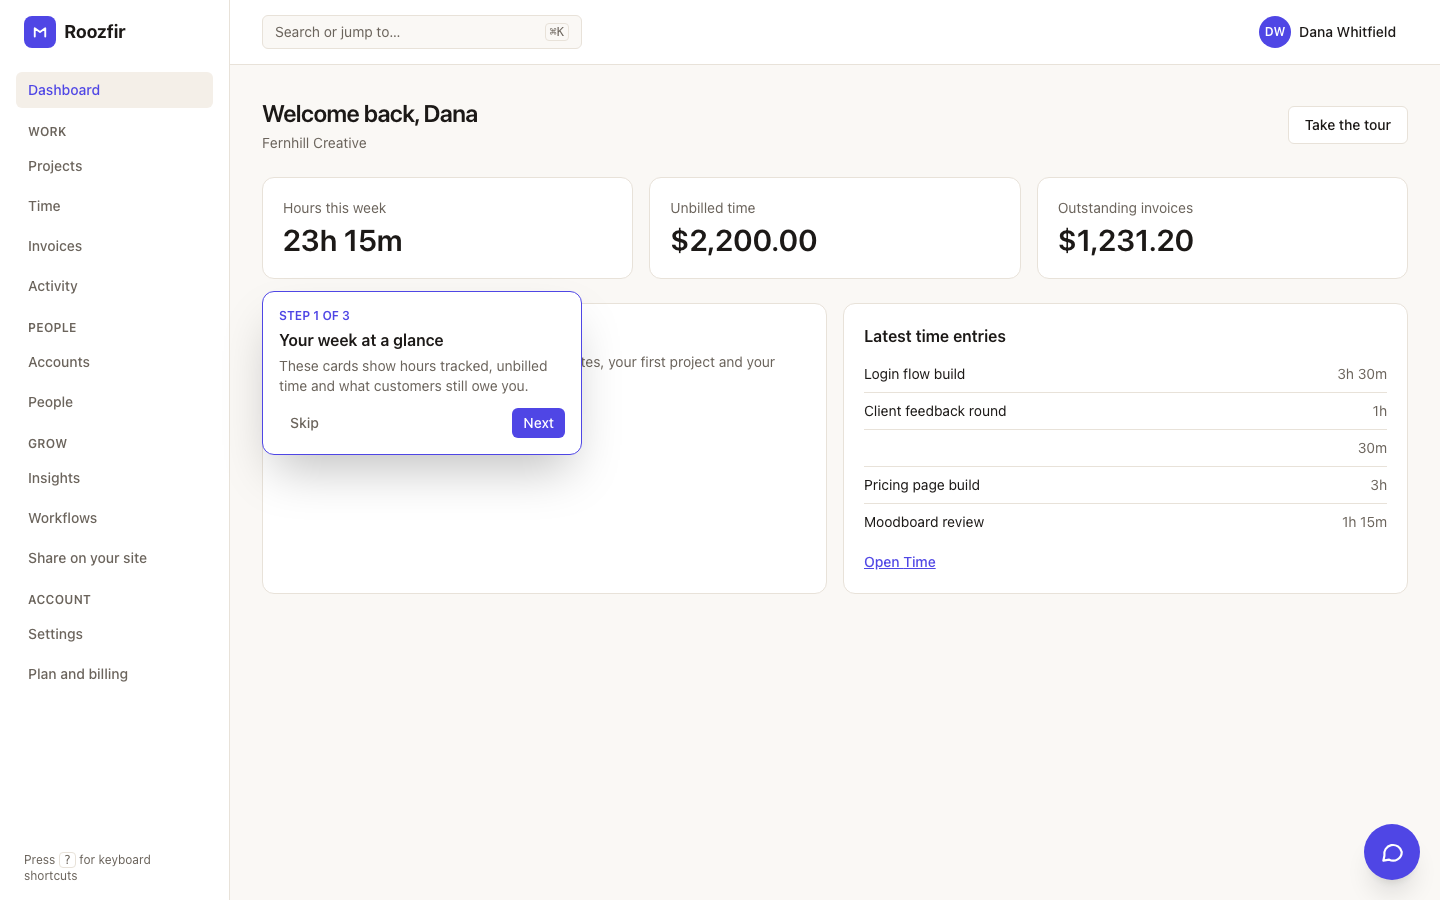 Roozfir
Search or jump to...
⌘K
DW
Dana Whitfield
Dashboard
WORK
Projects
Time
Invoices
Activity
PEOPLE
Accounts
People
GROW
Insights
Workflows
Share on your site
ACCOUNT
Settings
Plan and billing
Press ? for keyboard
shortcuts
Welcome back, Dana
Fernhill Creative
Take the tour
Hours this week
23h 15m
Unbilled time
$2,200.00
Outstanding invoices
$1,231.20
STEP 1 OF 3
Your week at a glance
These cards show hours tracked, unbilled
time and what customers still owe you.
Skip
Next
your first project and your
Latest time entries
Login flow build 3h 30m
Client feedback round 1h
30m
Pricing page build 3h
Moodboard review 1h 15m
Open Time